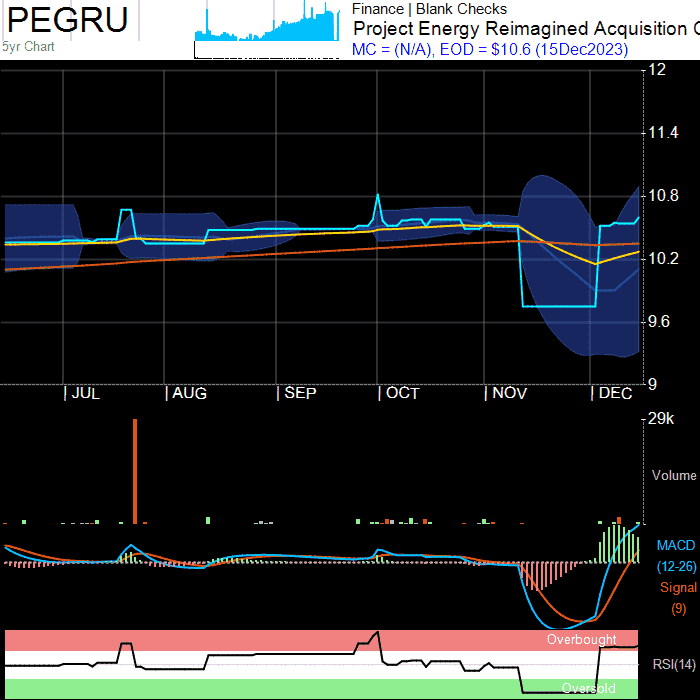 PEGRU
5yr Chart
Finance | Blank Checks
Project Energy Reimagined Acquisition C
MC = (N/A), EOD = $10.6 (15Dec2023)
12
11.4
10.8
10.2
9.6
9
| JUL | AUG | SEP | OCT | NOV | DEC
29k
Volume
MACD
(12-26)
Signal
(9)
Overbought
RSI(14)
Oversold